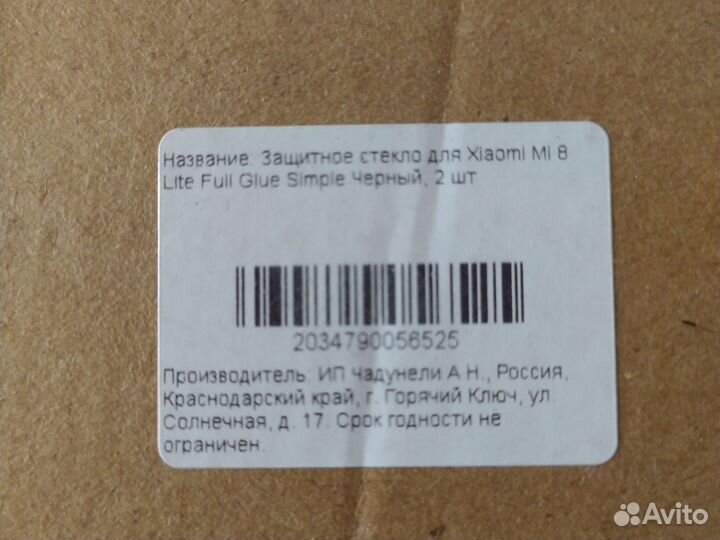 Название: Защитное стекло для Xiaomi Mi 8
Lite Full Glue Simple Черный, 2 шт
2034790056525
Производитель: ИП Чадунели А.Н., Россия,
Краснодарский край, г. Горячий Ключ, ул.
Солнечная, д. 17. Срок годности не
ограничен.
Avito